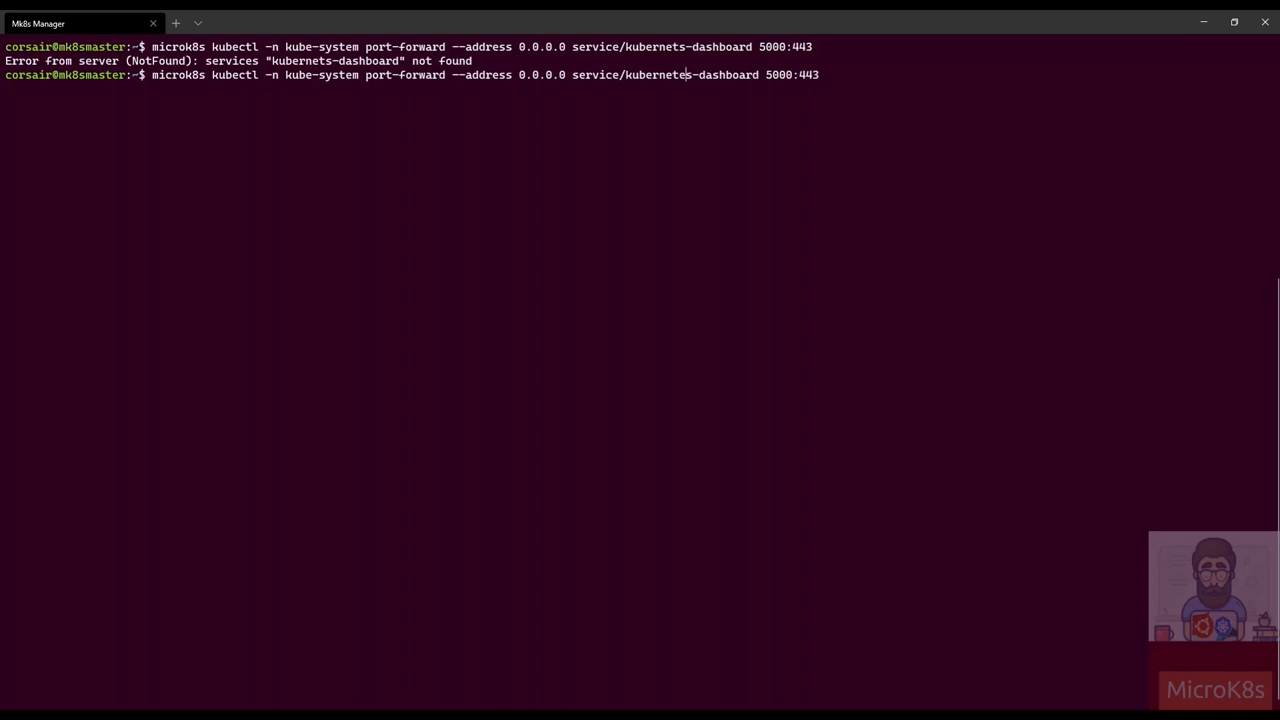 Mk8s Manager
corsair@mk8smaster:~$ microk8s kubectl -n kube-system port-forward --address 0.0.0.0 service/kubernets-dashboard 5000:443
Error from server (NotFound): services "kubernets-dashboard" not found
corsair@mk8smaster:~$ microk8s kubectl -n kube-system port-forward --address 0.0.0.0 service/kubernetes-dashboard 5000:443
MicroK8s